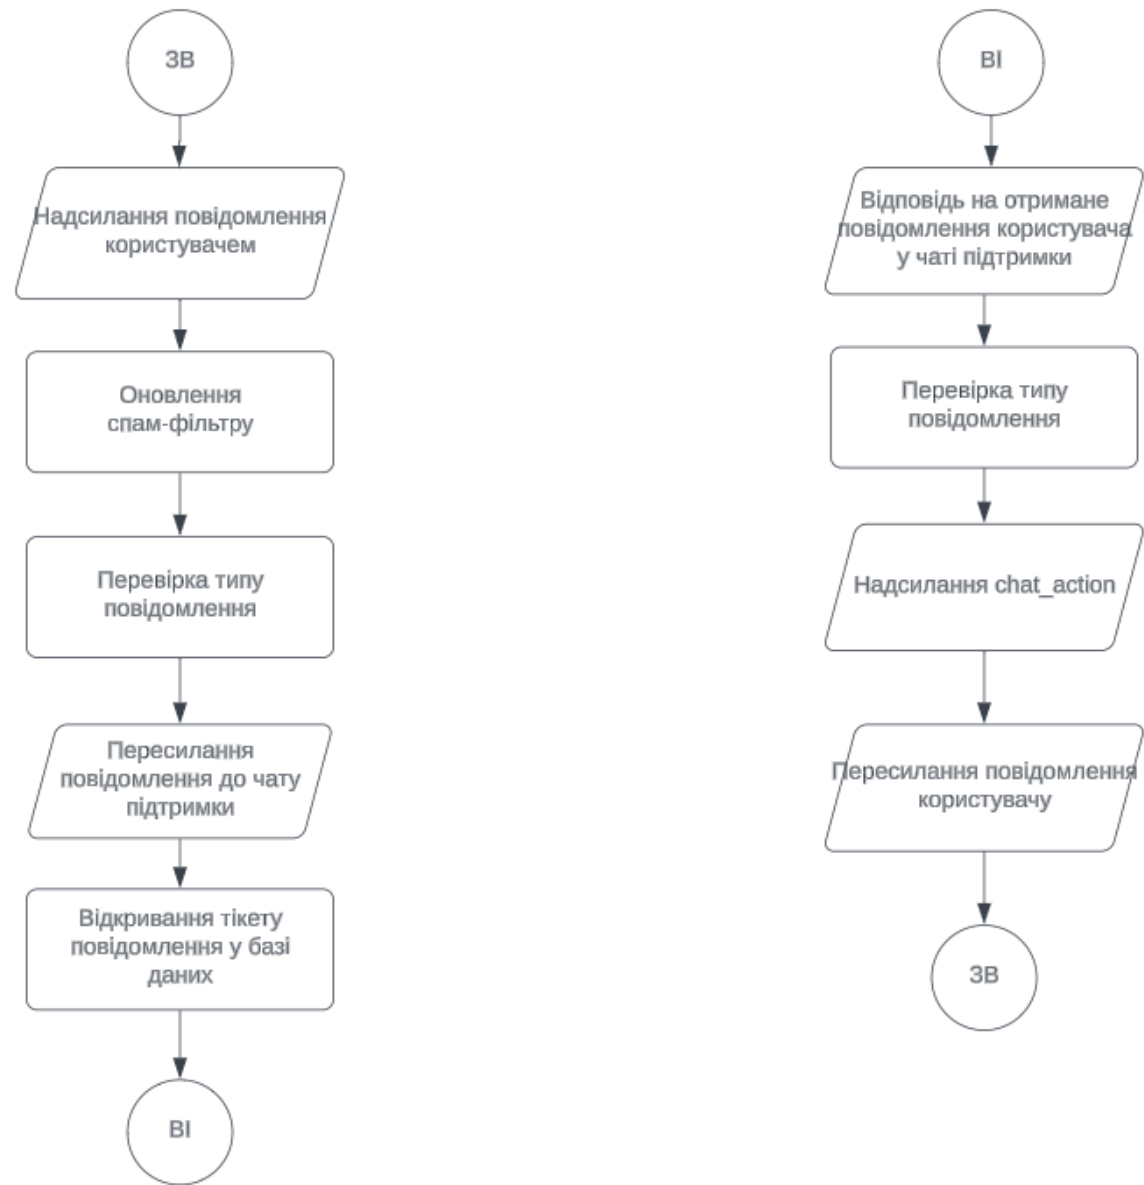 ЗВ
Надсилання повідомлення
користувачем
Оновлення
спам-фільтру
Перевірка типу
повідомлення
Пересилання
повідомлення до чату
підтримки
Відкривання тікету
повідомлення у базі
даних
ВІ
ВІ
Відповідь на отримане
повідомлення користувача
у чаті підтримки
Перевірка типу
повідомлення
Надсилання chat_action
Пересилання повідомлення
користувачу
ЗВ